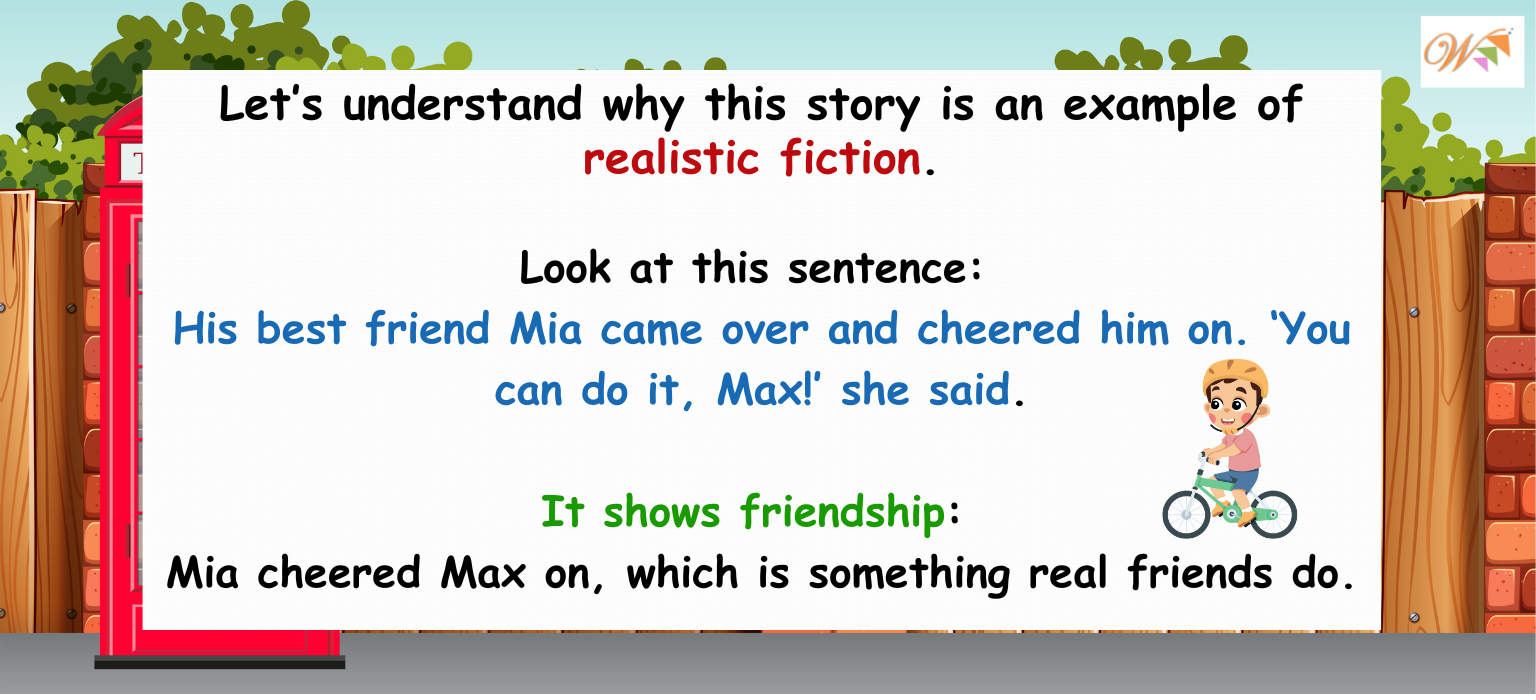 Let's understand why this story is an example of
realistic fiction.
Look at this sentence:
His best friend Mia came over and cheered him on. ‘You
can do it, Max!’ she said.
It shows friendship:
Mia cheered Max on, which is something real friends do.
W
T